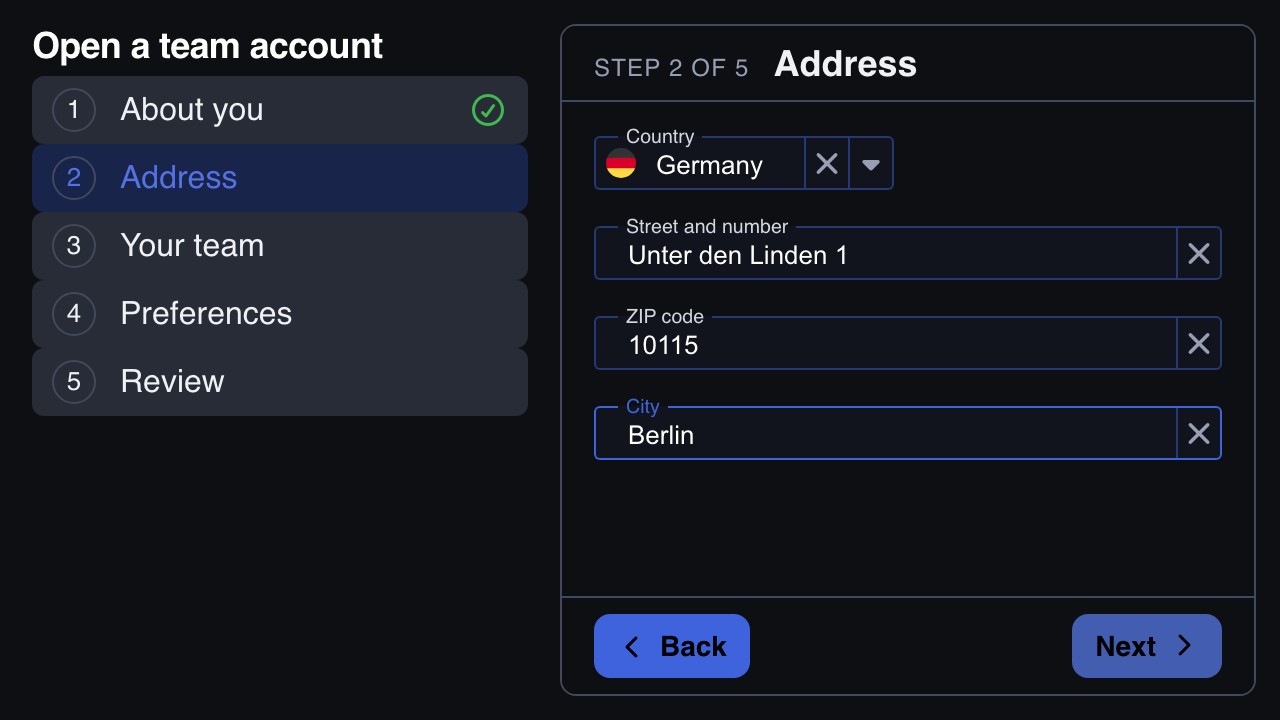 Open a team account
1 About you
2 Address
3 Your team
4 Preferences
5 Review
STEP 2 OF 5 Address
Country
Germany
Street and number
Unter den Linden 1
ZIP code
10115
City
Berlin
Back
Next